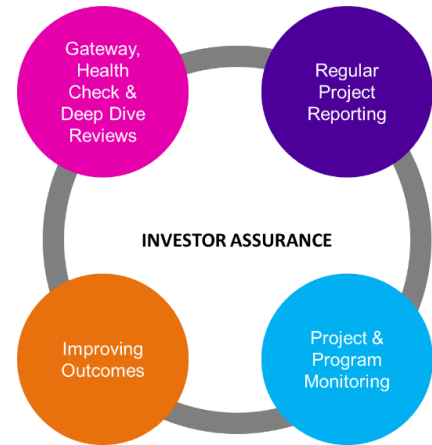 Gateway,
Health
Check &
Deep Dive
Reviews
Regular
Project
Reporting
INVESTOR ASSURANCE
Improving
Outcomes
Project &
Program
Monitoring